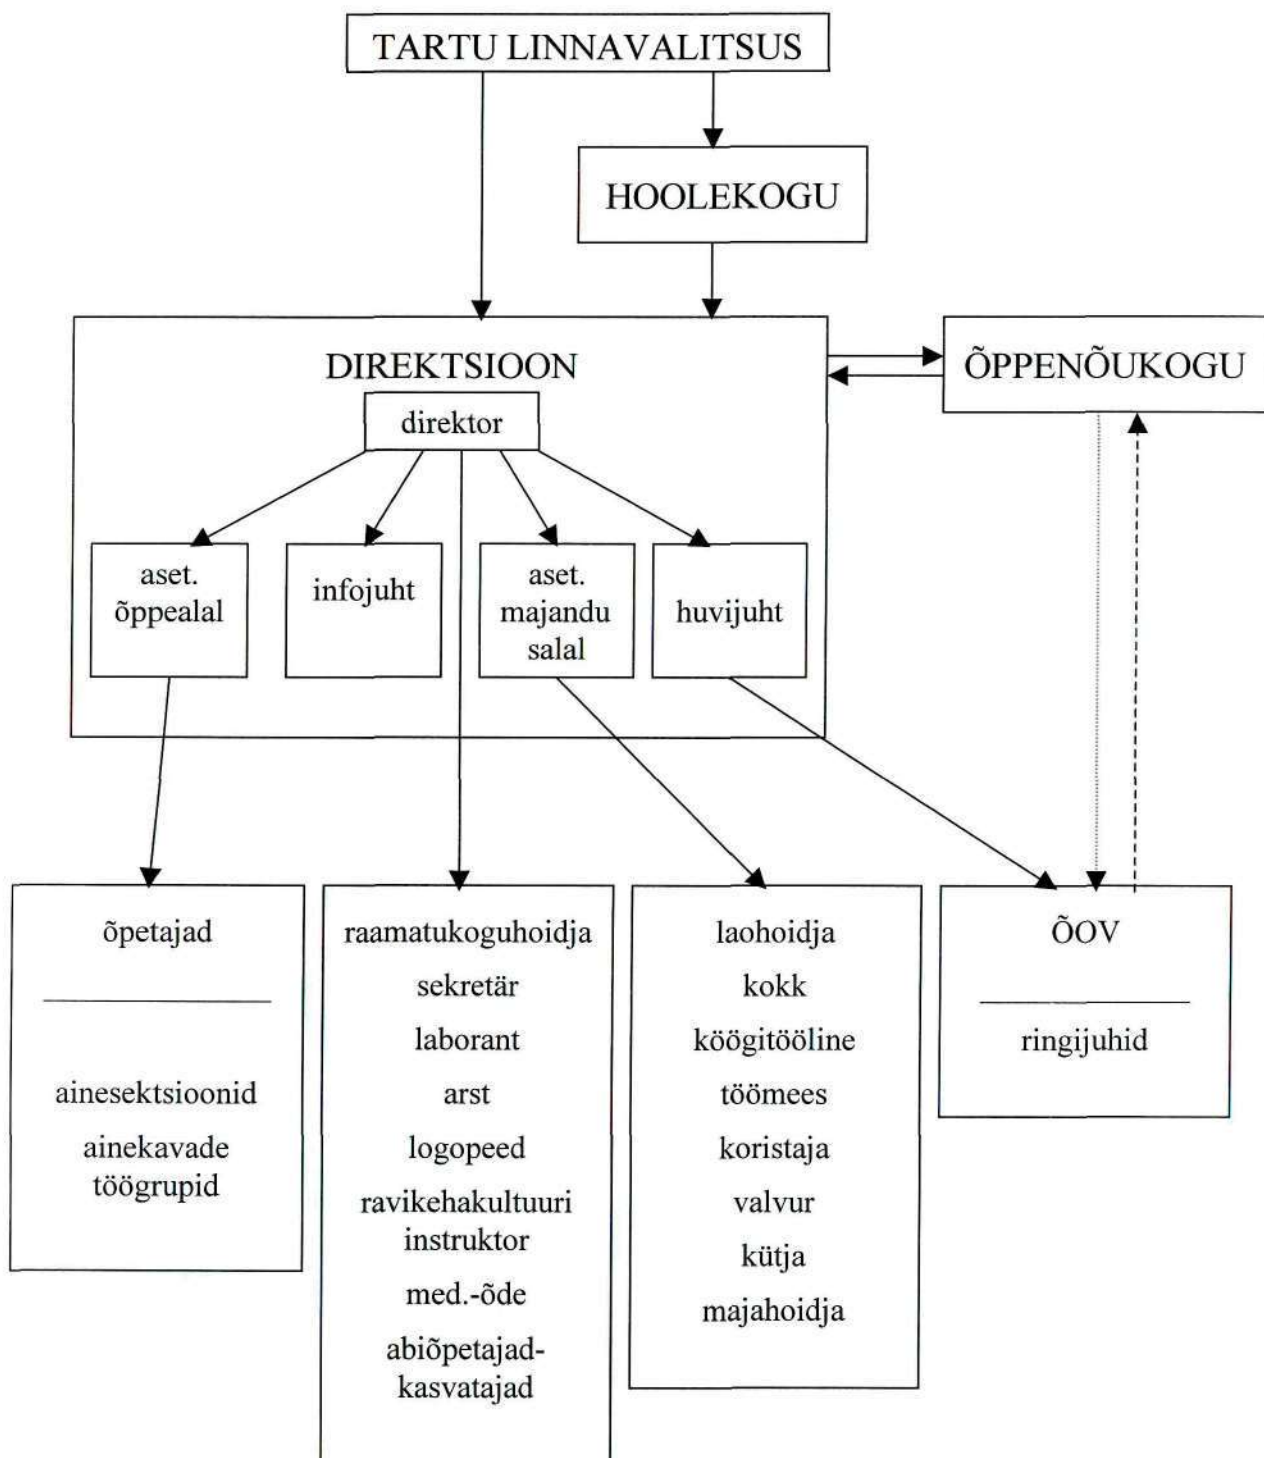 TARTU LINNAVALITSUS
HOOLEKOGU
DIREKTSIOON
direktor
ÕPPENÕUKOGU
aset.
õppealal
infojuht
aset.
majandu
salal
huvijuht
õpetajad
ainesektsioonid
ainekavade
töögrupid
raamatukoguhoidja
sekretär
laborant
arst
logopeed
ravikehakultuuri
instruktor
med.-õde
abiõpetajad-
kasvatajad
laohoidja
kokk
köögitööline
töömees
koristaja
valvur
kütja
majahoidja
ÕOV
ringijuhid